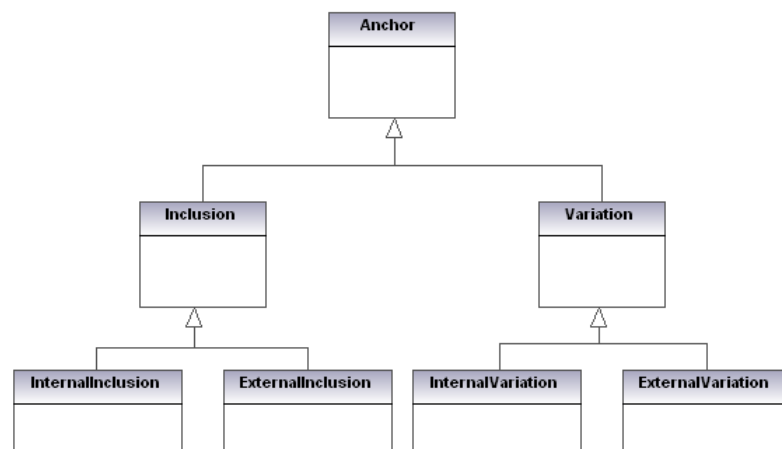 Anchor
Inclusion
Variation
InternalInclusion
ExternalInclusion
InternalVariation
ExternalVariation